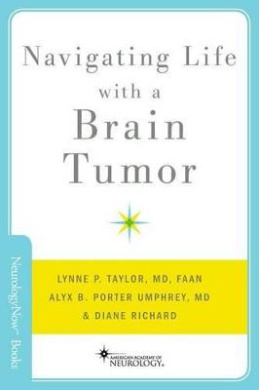 Navigating Life
with a
Brain
Tumor
LYNNE P. TAYLOR, MD, FAAN
ALYX B. PORTER UMPHREY, MD
& DIANE RICHARD
NeurologyNow™ Books
AMERICAN ACADEMY OF
NEUROLOGY®